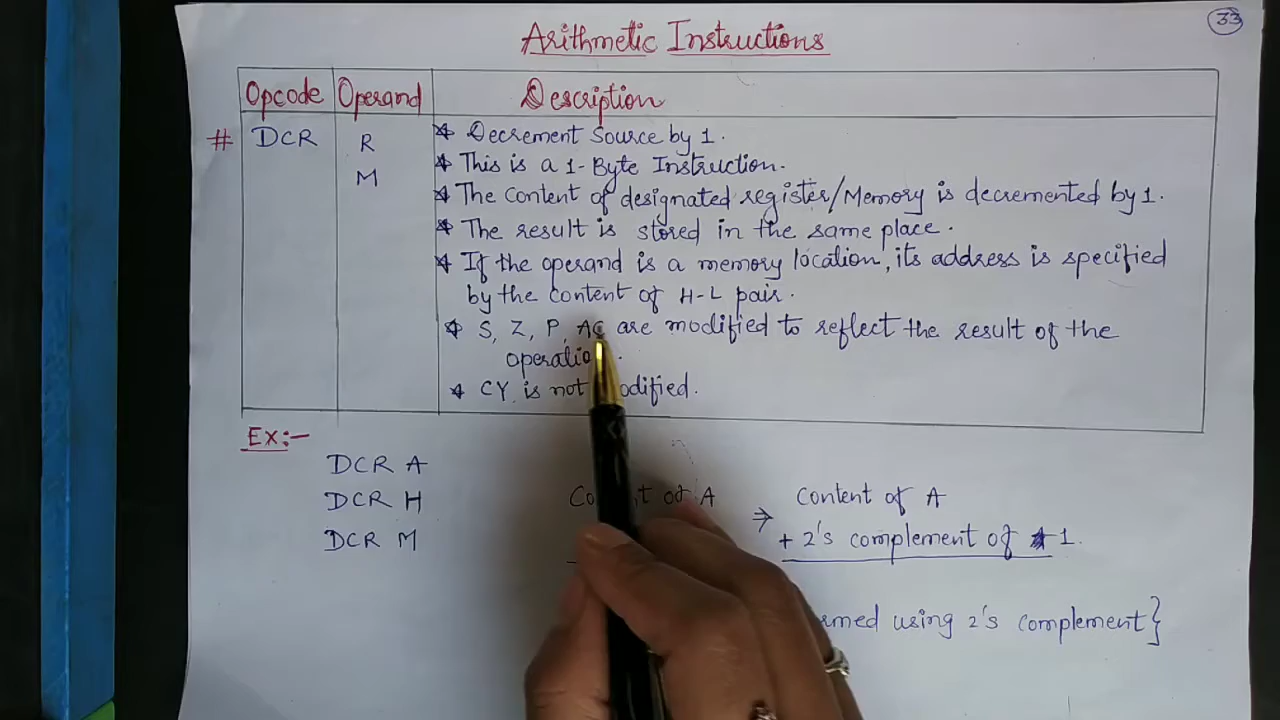 33
Arithmetic Instructions
Opcode Operand Description
# DCR R * Decrement Source by 1.
M * This is a 1-Byte Instruction.
* The content of designated register/Memory is decremented by 1.
* The result is stored in the same place.
* If the operand is a memory location, its address is specified
by the content of H-L pair.
* S, Z, P, AC are modified to reflect the result of the
* CY is not
Ex:-
DCR A
DCR H of A ⇒ Content of A
DCR M + 2's complement of 1.
using 2's complement}